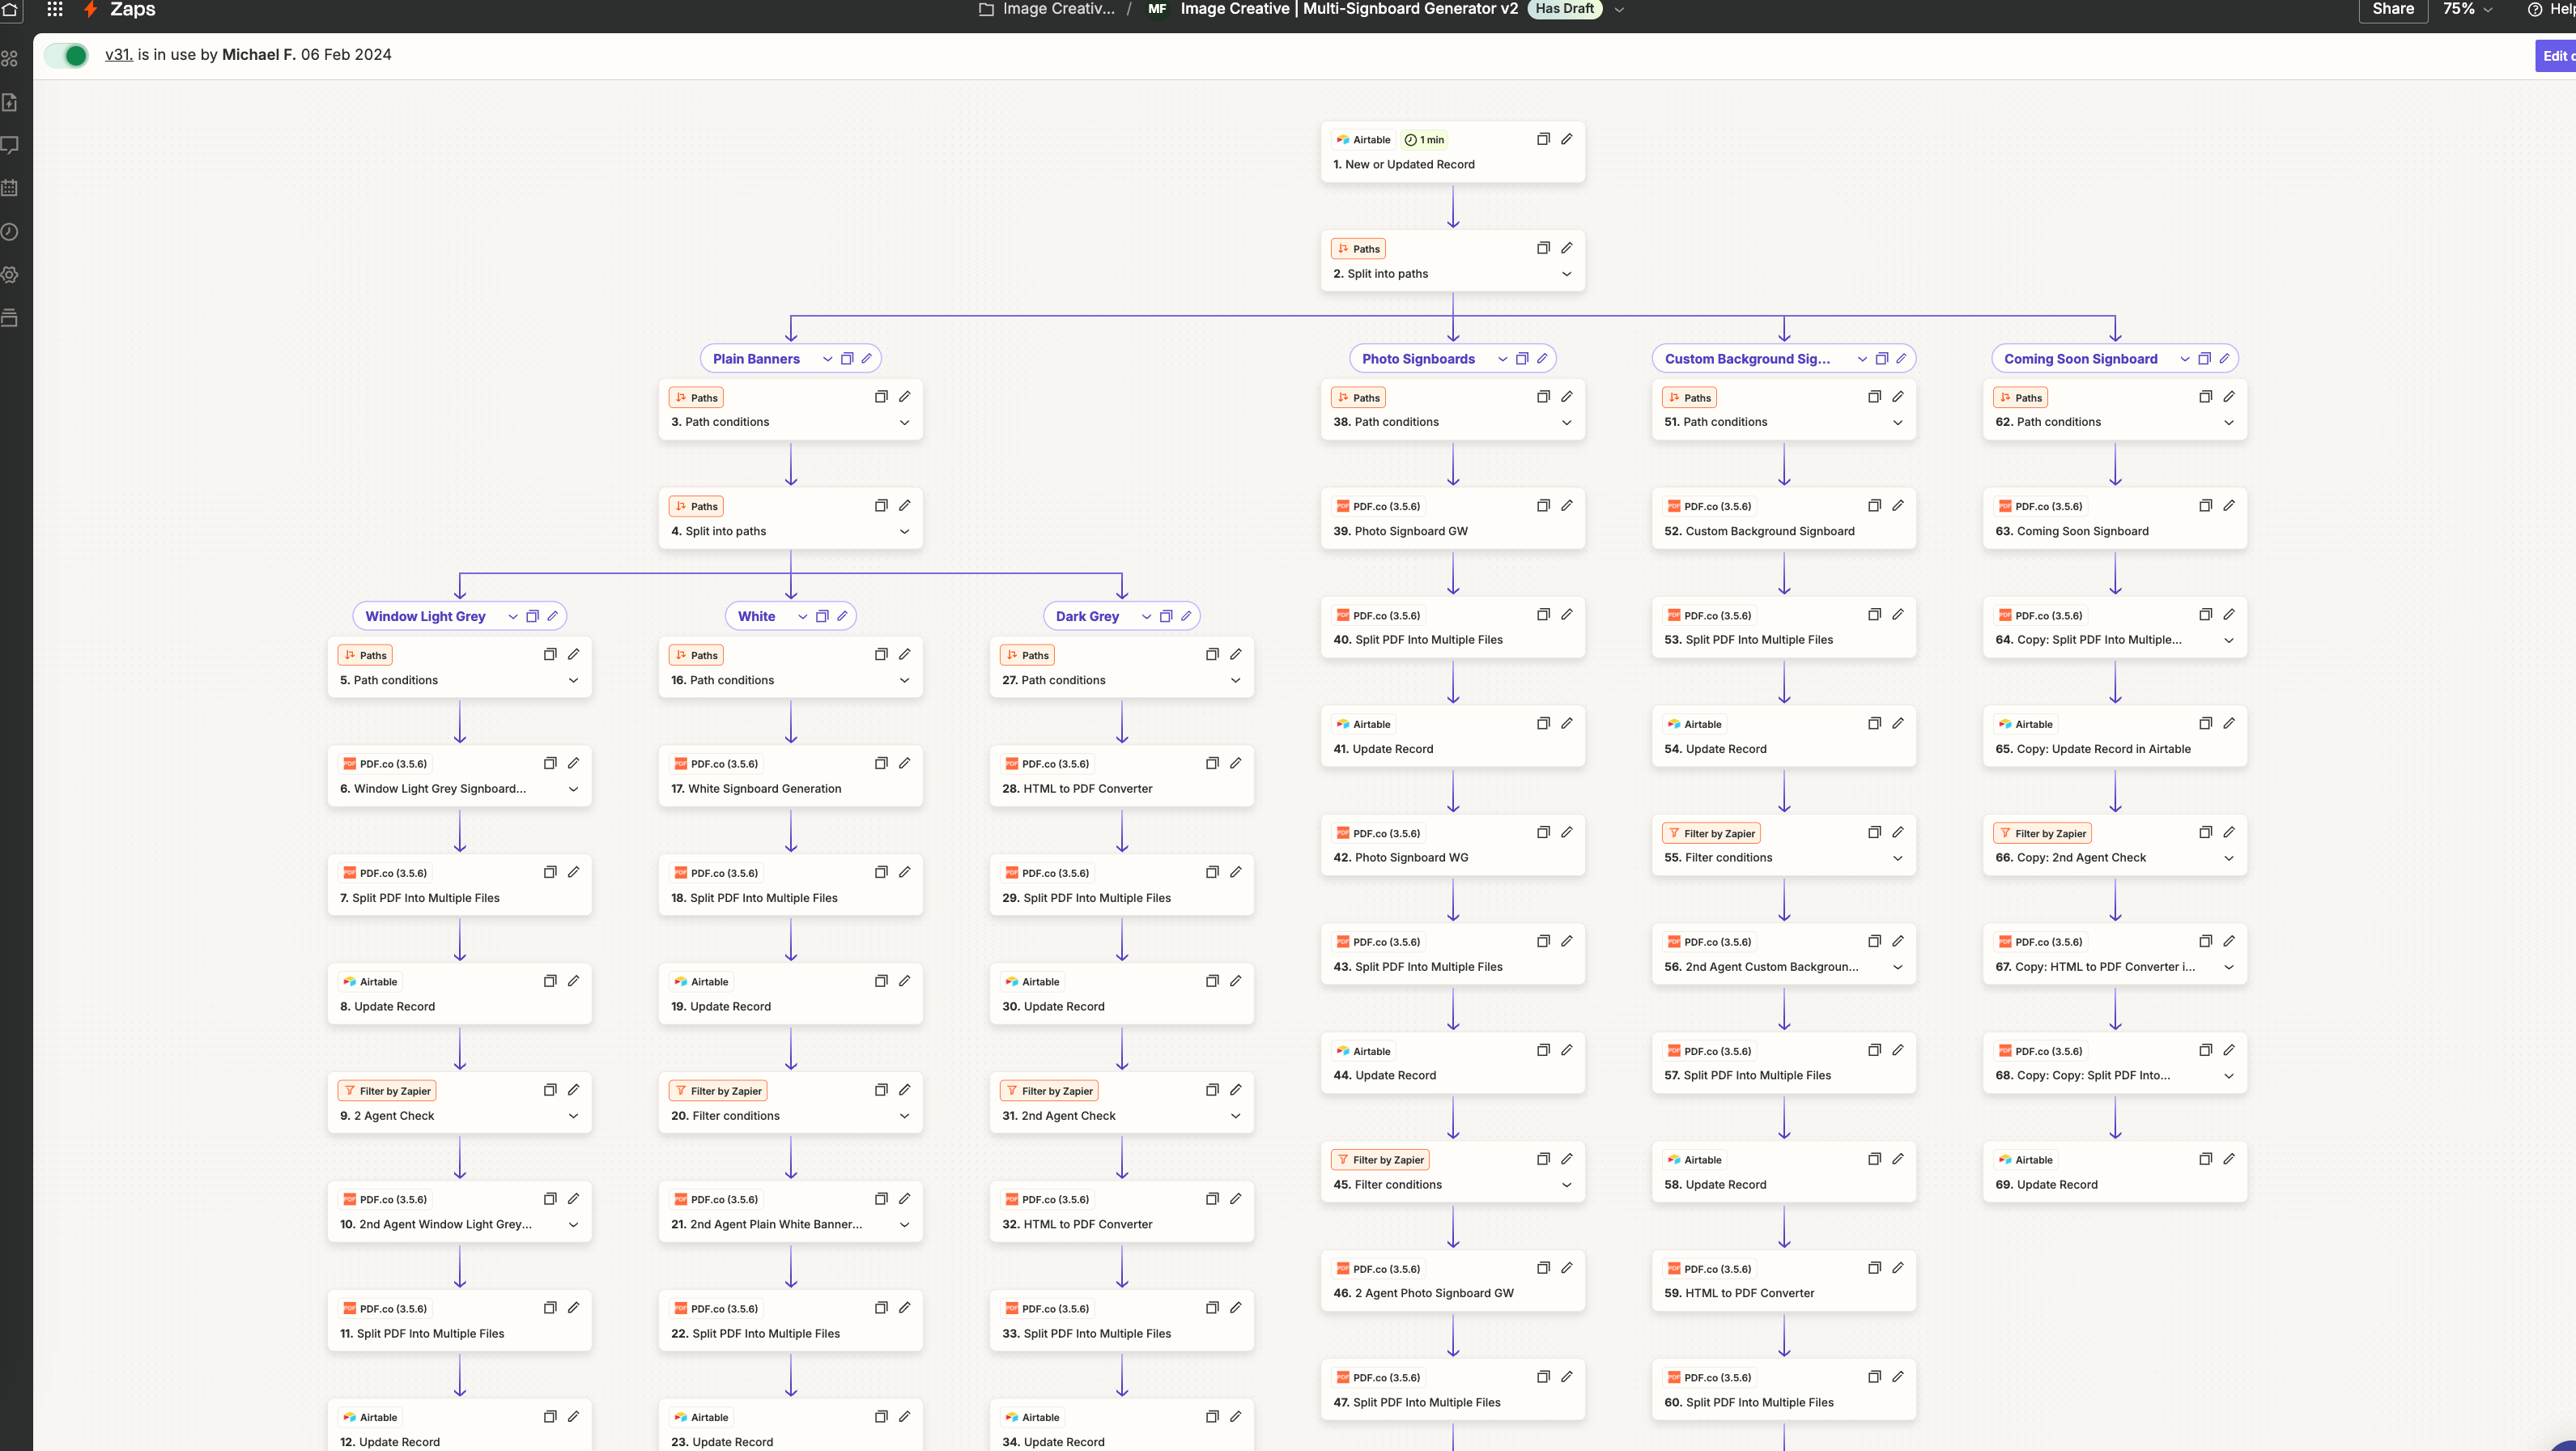 Zaps
Image Creativ... / MF Image Creative | Multi-Signboard Generator v2 Has Draft
Share 75% Help
v31. is in use by Michael F. 06 Feb 2024
Edit
Airtable 1 min
1. New or Updated Record
Paths
2. Split into paths
Plain Banners
Photo Signboards
Custom Background Sig...
Coming Soon Signboard
Paths
3. Path conditions
Paths
38. Path conditions
Paths
51. Path conditions
Paths
62. Path conditions
Paths
4. Split into paths
PDF.co (3.5.6)
39. Photo Signboard GW
PDF.co (3.5.6)
52. Custom Background Signboard
PDF.co (3.5.6)
63. Coming Soon Signboard
Window Light Grey
White
Dark Grey
PDF.co (3.5.6)
40. Split PDF Into Multiple Files
PDF.co (3.5.6)
53. Split PDF Into Multiple Files
PDF.co (3.5.6)
64. Copy: Split PDF Into Multiple...
Paths
5. Path conditions
Paths
16. Path conditions
Paths
27. Path conditions
Airtable
41. Update Record
Airtable
54. Update Record
Airtable
65. Copy: Update Record in Airtable
PDF.co (3.5.6)
6. Window Light Grey Signboard...
PDF.co (3.5.6)
17. White Signboard Generation
PDF.co (3.5.6)
28. HTML to PDF Converter
PDF.co (3.5.6)
42. Photo Signboard WG
Filter by Zapier
55. Filter conditions
Filter by Zapier
66. Copy: 2nd Agent Check
PDF.co (3.5.6)
7. Split PDF Into Multiple Files
PDF.co (3.5.6)
18. Split PDF Into Multiple Files
PDF.co (3.5.6)
29. Split PDF Into Multiple Files
PDF.co (3.5.6)
43. Split PDF Into Multiple Files
PDF.co (3.5.6)
56. 2nd Agent Custom Backgroun...
PDF.co (3.5.6)
67. Copy: HTML to PDF Converter i...
Airtable
8. Update Record
Airtable
19. Update Record
Airtable
30. Update Record
Airtable
44. Update Record
PDF.co (3.5.6)
57. Split PDF Into Multiple Files
PDF.co (3.5.6)
68. Copy: Copy: Split PDF Into...
Filter by Zapier
9. 2 Agent Check
Filter by Zapier
20. Filter conditions
Filter by Zapier
31. 2nd Agent Check
Filter by Zapier
45. Filter conditions
Airtable
58. Update Record
Airtable
69. Update Record
PDF.co (3.5.6)
10. 2nd Agent Window Light Grey...
PDF.co (3.5.6)
21. 2nd Agent Plain White Banner...
PDF.co (3.5.6)
32. HTML to PDF Converter
PDF.co (3.5.6)
46. 2 Agent Photo Signboard GW
PDF.co (3.5.6)
59. HTML to PDF Converter
PDF.co (3.5.6)
11. Split PDF Into Multiple Files
PDF.co (3.5.6)
22. Split PDF Into Multiple Files
PDF.co (3.5.6)
33. Split PDF Into Multiple Files
PDF.co (3.5.6)
47. Split PDF Into Multiple Files
PDF.co (3.5.6)
60. Split PDF Into Multiple Files
Airtable
12. Update Record
Airtable
23. Update Record
Airtable
34. Update Record